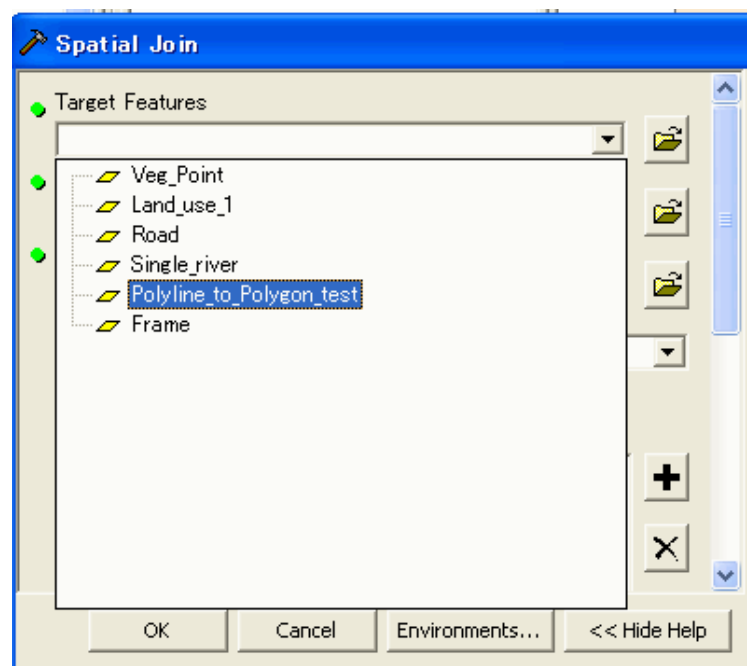 Spatial Join
Target Features
Veg_Point
Land_use_1
Road
Single_river
Polyline_to_Polygon_test
Frame
OK Cancel Environments... << Hide Help